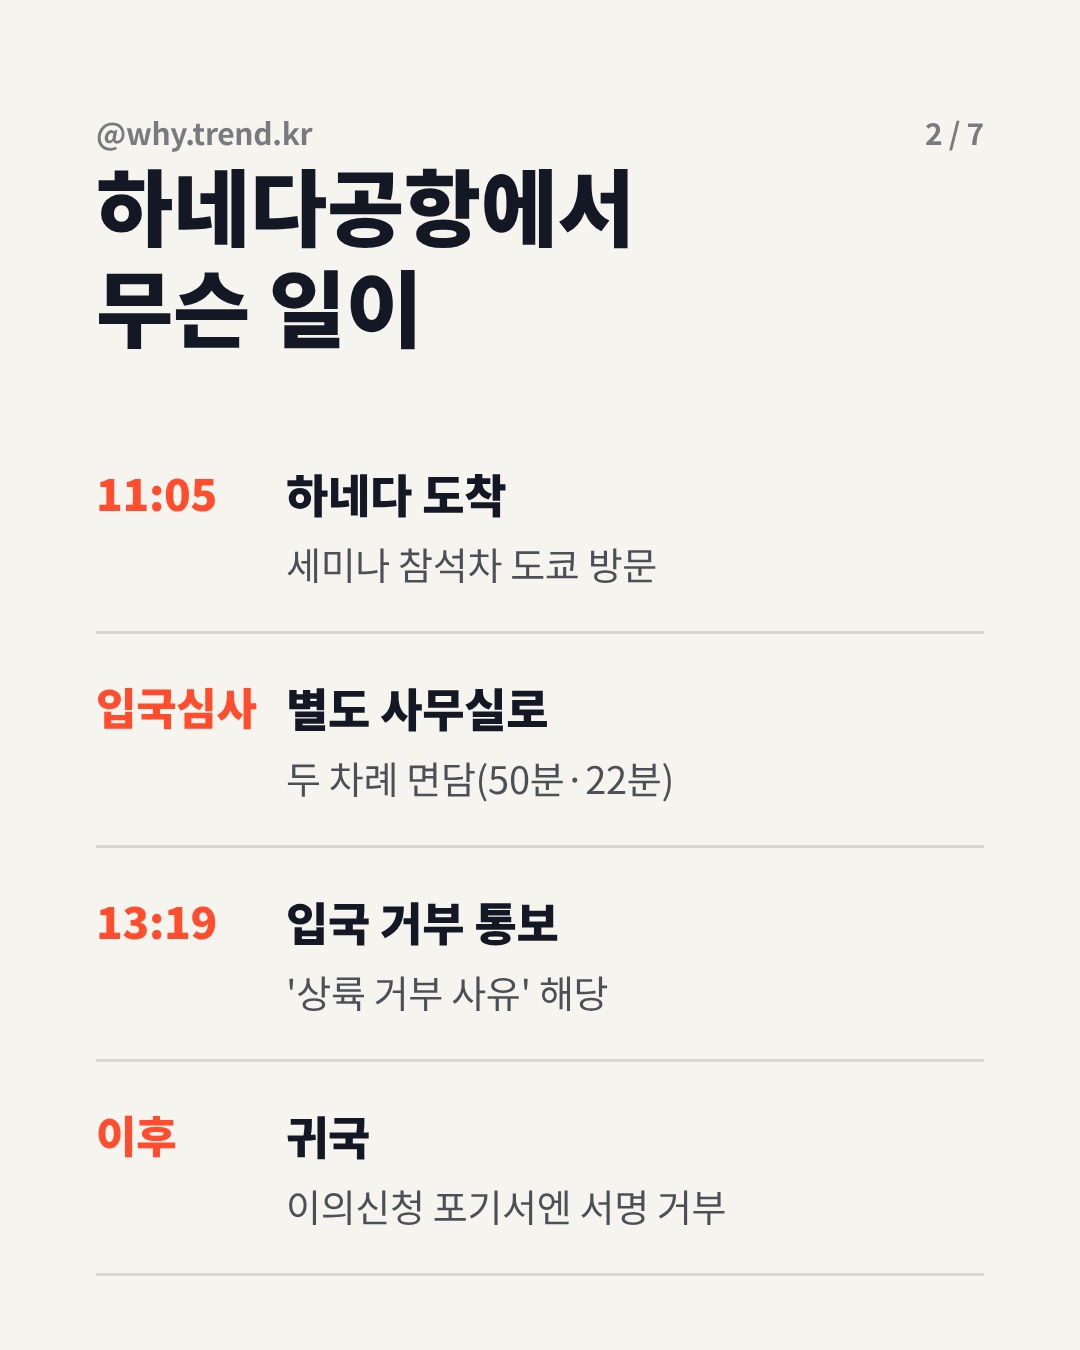 @why.trend.kr 2 / 7
하네다공항에서
무슨 일이
11:05 하네다 도착
세미나 참석차 도쿄 방문
입국심사 별도 사무실로
두 차례 면담(50분·22분)
13:19 입국 거부 통보
'상륙 거부 사유' 해당
이후 귀국
이의신청 포기서엔 서명 거부